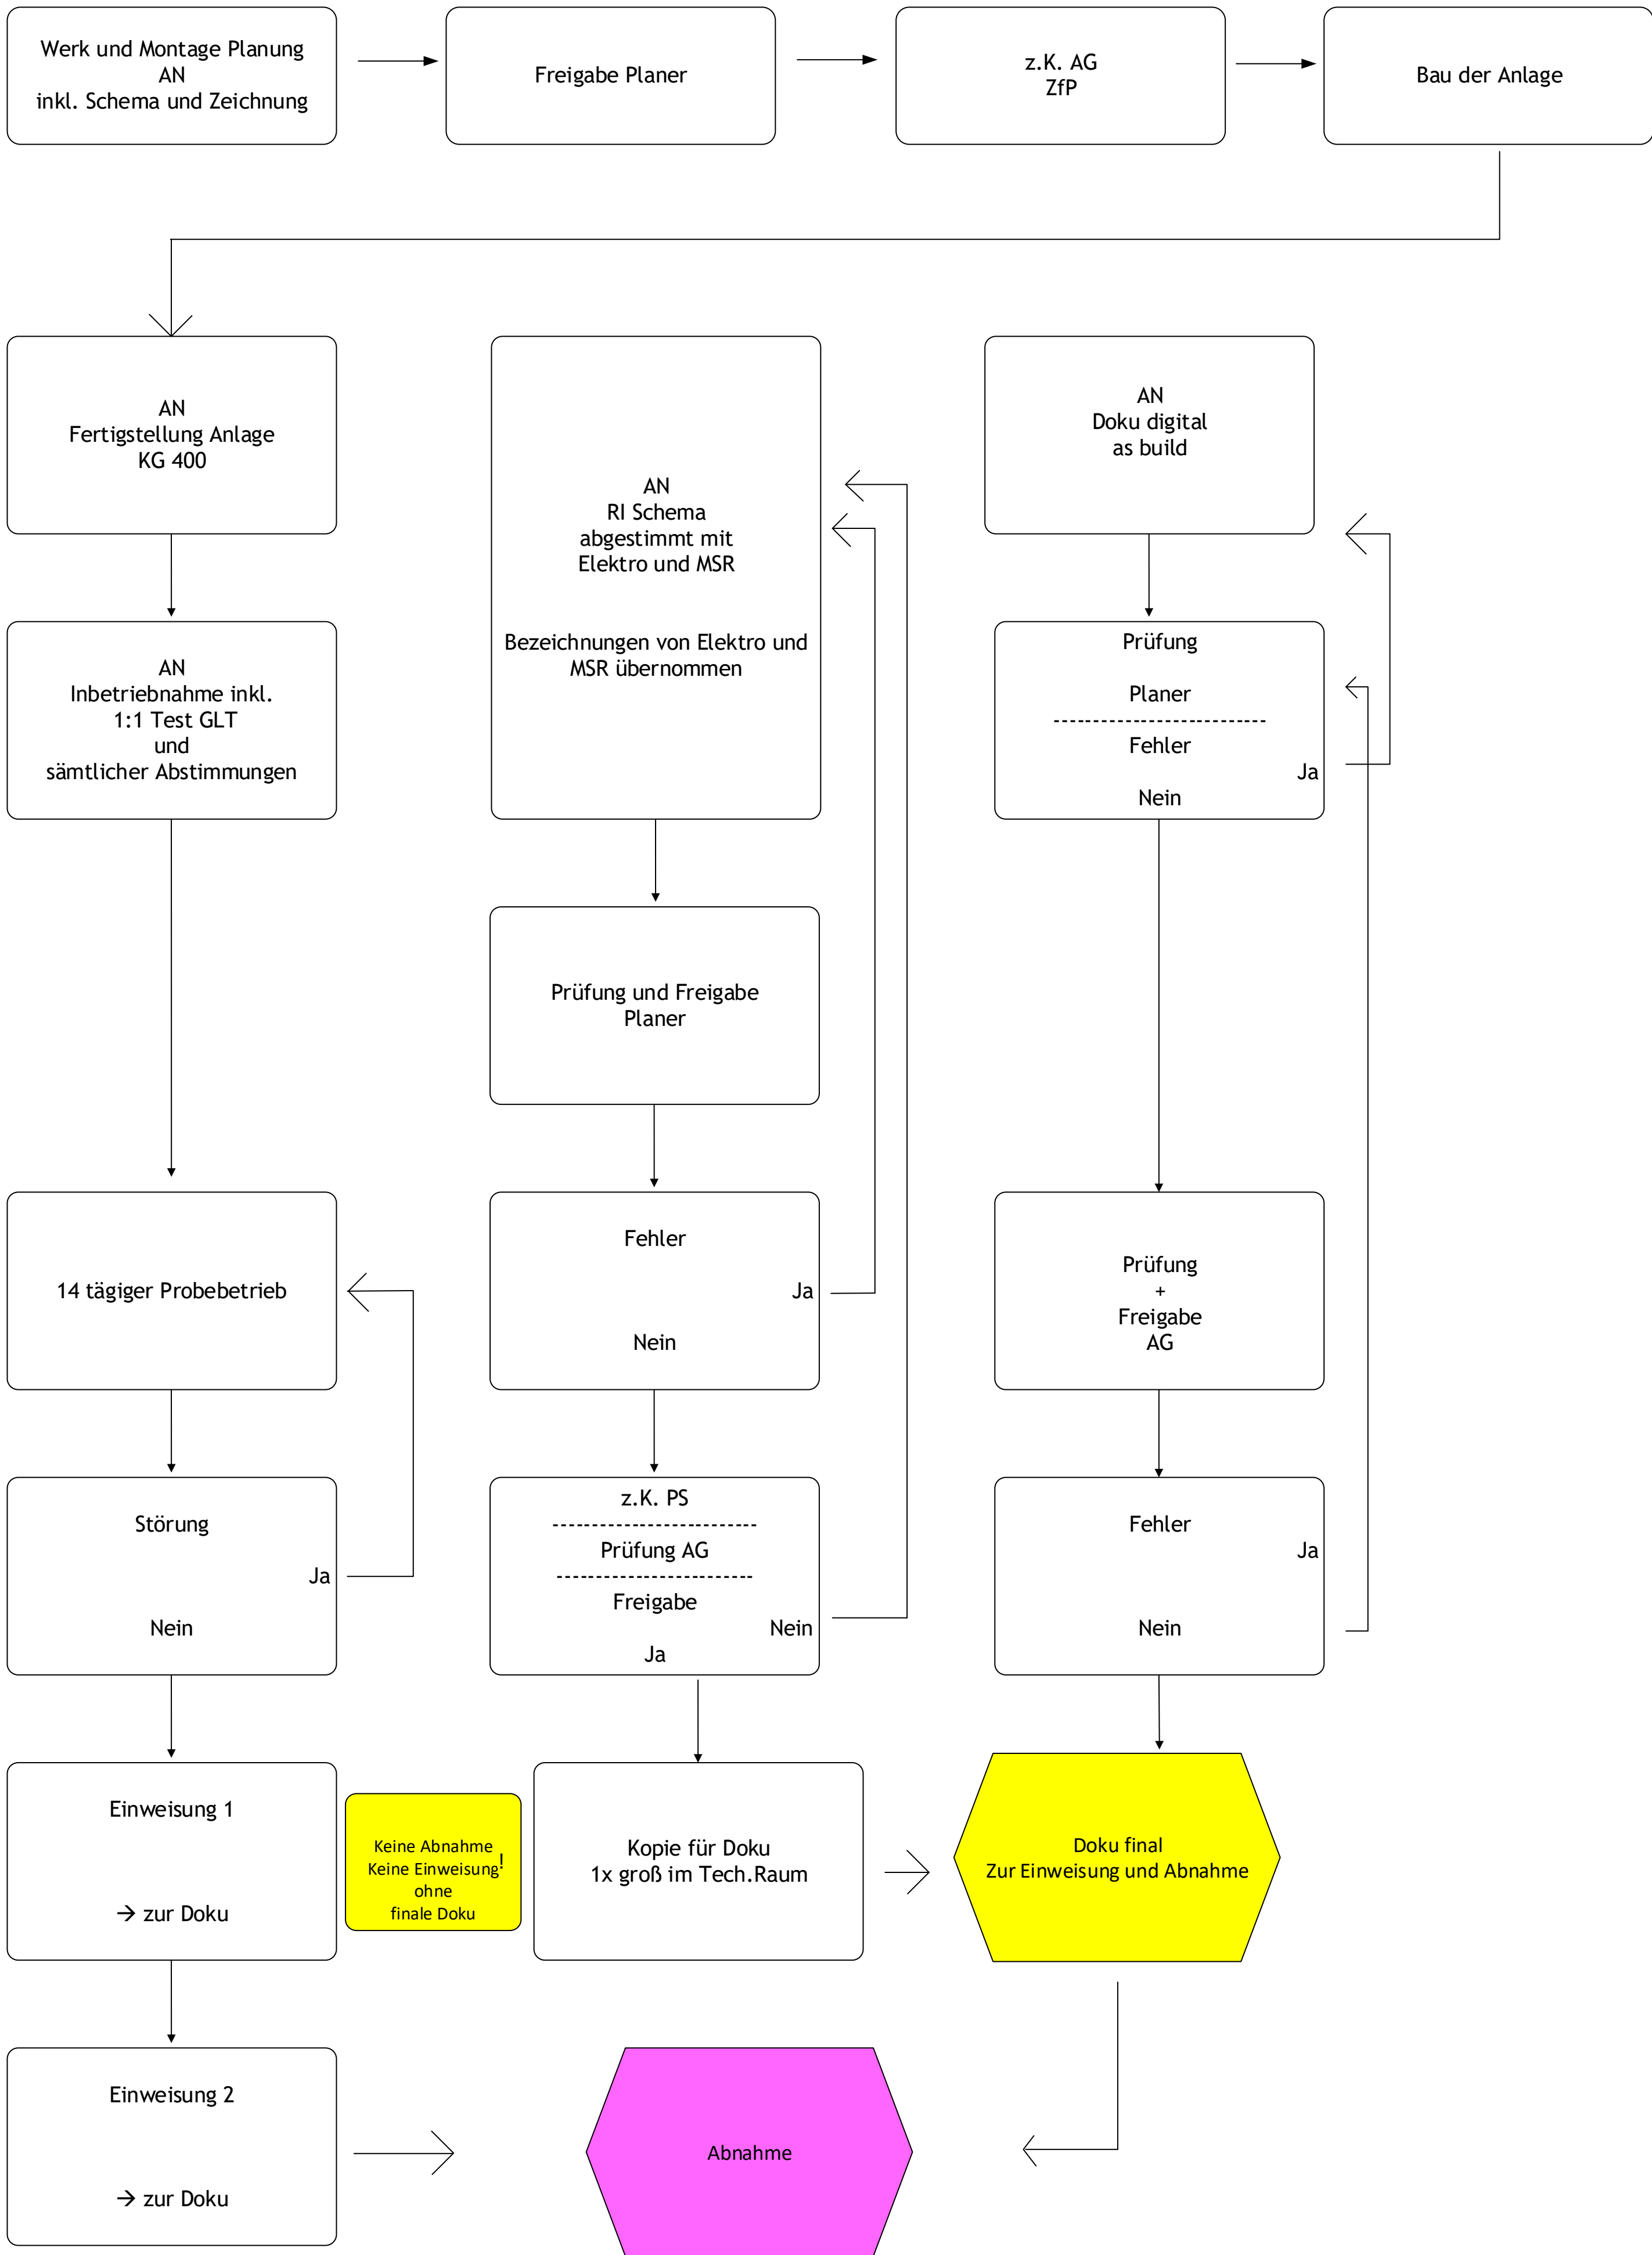 Werk und Montage Planung
AN
inkl. Schema und Zeichnung
Freigabe Planer
z.K. AG
ZfP
Bau der Anlage
AN
Fertigstellung Anlage
KG 400
AN
RI Schema
abgestimmt mit
Elektro und MSR
Bezeichnungen von Elektro und
MSR übernommen
AN
Doku digital
as build
AN
Inbetriebnahme inkl.
1:1 Test GLT
und
sämtlicher Abstimmungen
Prüfung
Planer
---------------------------
Fehler
Ja
Nein
Prüfung und Freigabe
Planer
14 tägiger Probebetrieb
Fehler
Ja
Nein
Prüfung
+
Freigabe
AG
Störung
Ja
Nein
z.K. PS
--------------------------
Prüfung AG
-------------------------
Freigabe
Nein
Ja
Fehler
Ja
Nein
Einweisung 1
→ zur Doku
Keine Abnahme
Keine Einweisung!
ohne
finale Doku
Kopie für Doku
1x groß im Tech.Raum
Doku final
Zur Einweisung und Abnahme
Einweisung 2
→ zur Doku
Abnahme